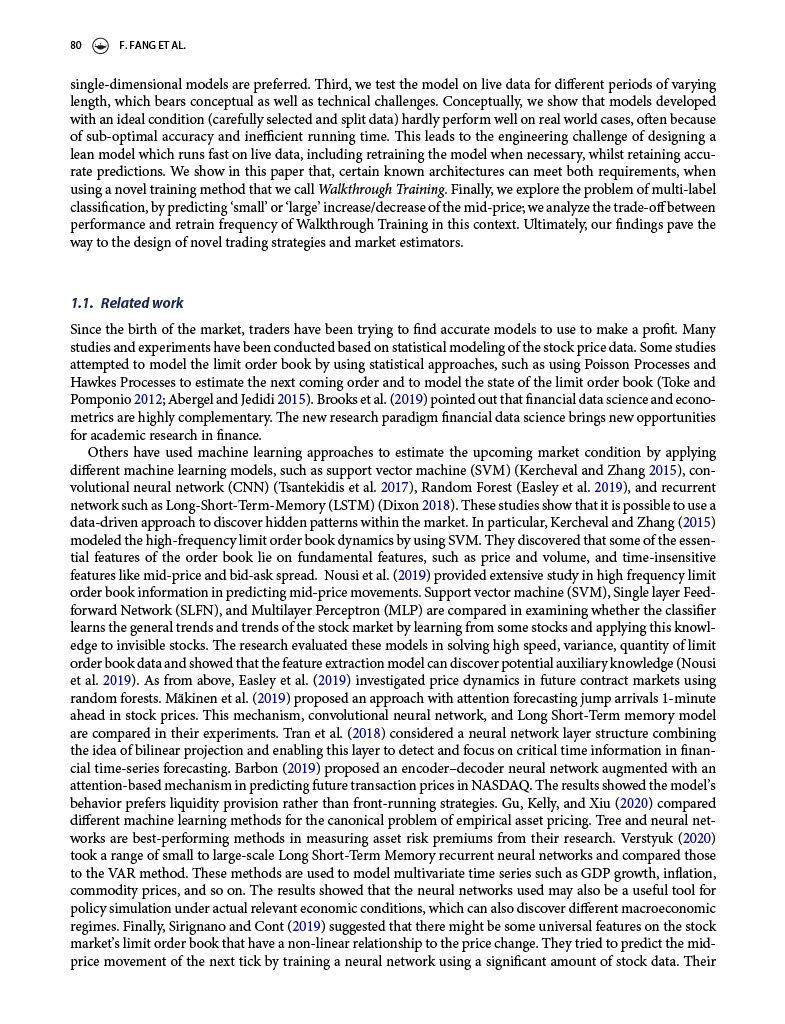 80 F. FANG ET AL.
single-dimensional models are preferred. Third, we test the model on live data for different periods of varying
length, which bears conceptual as well as technical challenges. Conceptually, we show that models developed
with an ideal condition (carefully selected and split data) hardly perform well on real world cases, often because
of sub-optimal accuracy and inefficient running time. This leads to the engineering challenge of designing a
lean model which runs fast on live data, including retraining the model when necessary, whilst retaining accu-
rate predictions. We show in this paper that, certain known architectures can meet both requirements, when
using a novel training method that we call Walkthrough Training. Finally, we explore the problem of multi-label
classification, by predicting ‘small’ or ‘large’ increase/decrease of the mid-price; we analyze the trade-off between
performance and retrain frequency of Walkthrough Training in this context. Ultimately, our findings pave the
way to the design of novel trading strategies and market estimators.
1.1. Related work
Since the birth of the market, traders have been trying to find accurate models to use to make a profit. Many
studies and experiments have been conducted based on statistical modeling of the stock price data. Some studies
attempted to model the limit order book by using statistical approaches, such as using Poisson Processes and
Hawkes Processes to estimate the next coming order and to model the state of the limit order book (Toke and
Pomponio 2012; Abergel and Jedidi 2015). Brooks et al. (2019) pointed out that financial data science and econo-
metrics are highly complementary. The new research paradigm financial data science brings new opportunities
for academic research in finance.
Others have used machine learning approaches to estimate the upcoming market condition by applying
different machine learning models, such as support vector machine (SVM) (Kercheval and Zhang 2015), con-
volutional neural network (CNN) (Tsantekidis et al. 2017), Random Forest (Easley et al. 2019), and recurrent
network such as Long-Short-Term-Memory (LSTM) (Dixon 2018). These studies show that it is possible to use a
data-driven approach to discover hidden patterns within the market. In particular, Kercheval and Zhang (2015)
modeled the high-frequency limit order book dynamics by using SVM. They discovered that some of the essen-
tial features of the order book lie on fundamental features, such as price and volume, and time-insensitive
features like mid-price and bid-ask spread. Nousi et al. (2019) provided extensive study in high frequency limit
order book information in predicting mid-price movements. Support vector machine (SVM), Single layer Feed-
forward Network (SLFN), and Multilayer Perceptron (MLP) are compared in examining whether the classifier
learns the general trends and trends of the stock market by learning from some stocks and applying this knowl-
edge to invisible stocks. The research evaluated these models in solving high speed, variance, quantity of limit
order book data and showed that the feature extraction model can discover potential auxiliary knowledge (Nousi
et al. 2019). As from above, Easley et al. (2019) investigated price dynamics in future contract markets using
random forests. Mäkinen et al. (2019) proposed an approach with attention forecasting jump arrivals 1-minute
ahead in stock prices. This mechanism, convolutional neural network, and Long Short-Term memory model
are compared in their experiments. Tran et al. (2018) considered a neural network layer structure combining
the idea of bilinear projection and enabling this layer to detect and focus on critical time information in finan-
cial time-series forecasting. Barbon (2019) proposed an encoder–decoder neural network augmented with an
attention-based mechanism in predicting future transaction prices in NASDAQ. The results showed the model’s
behavior prefers liquidity provision rather than front-running strategies. Gu, Kelly, and Xiu (2020) compared
different machine learning methods for the canonical problem of empirical asset pricing. Tree and neural net-
works are best-performing methods in measuring asset risk premiums from their research. Verstyuk (2020)
took a range of small to large-scale Long Short-Term Memory recurrent neural networks and compared those
to the VAR method. These methods are used to model multivariate time series such as GDP growth, inflation,
commodity prices, and so on. The results showed that the neural networks used may also be a useful tool for
policy simulation under actual relevant economic conditions, which can also discover different macroeconomic
regimes. Finally, Sirignano and Cont (2019) suggested that there might be some universal features on the stock
market’s limit order book that have a non-linear relationship to the price change. They tried to predict the mid-
price movement of the next tick by training a neural network using a significant amount of stock data. Their